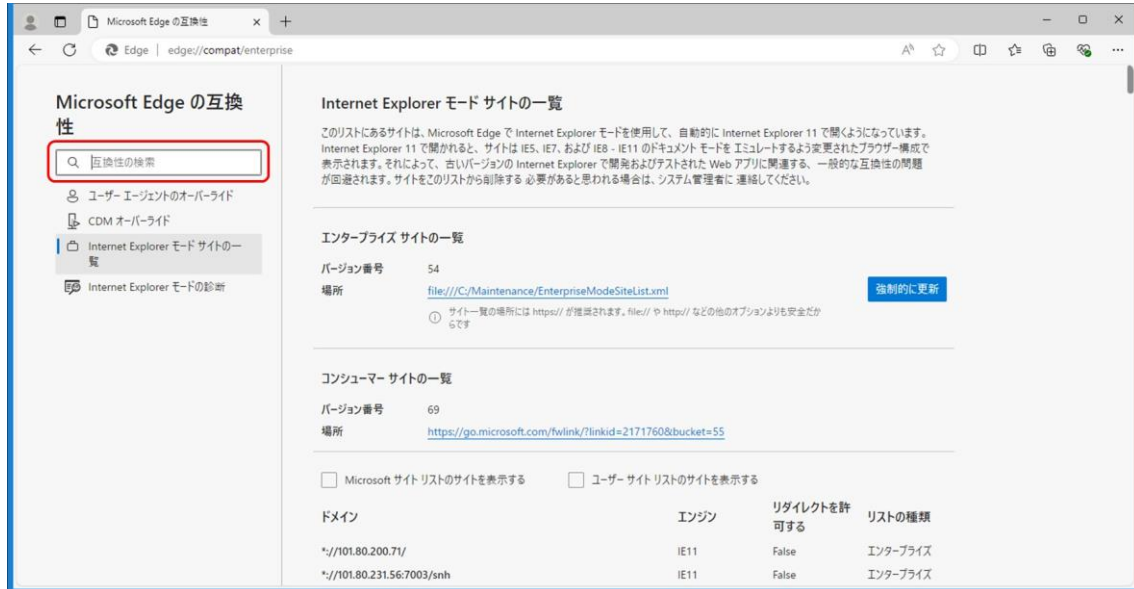 Microsoft Edge の互換性
Edge | edge://compat/enterprise
Microsoft Edge の互換
性
互換性の検索
ユーザー エージェントのオーバーライド
CDM オーバーライド
Internet Explorer モード サイトの一
覧
Internet Explorer モードの診断
Internet Explorer モード サイトの一覧
このリストにあるサイトは、Microsoft Edge で Internet Explorer モードを使用して、自動的に Internet Explorer 11 で開くようになっています。
Internet Explorer 11 で開かれると、サイトは IE5、IE7、および IE8 - IE11 のドキュメント モードを エミュレートするよう変更されたブラウザー構成で
表示されます。それによって、古いバージョンの Internet Explorer で開発およびテストされた Web アプリに関連する、一般的な互換性の問題
が回避されます。サイトをこのリストから削除する 必要があると思われる場合は、システム管理者に 連絡してください。
エンタープライズ サイトの一覧
バージョン番号 54
場所 file:///C:/Maintenance/EnterpriseModeSiteList.xml 強制的に更新
サイト一覧の場所には https:// が推奨されます。file:// や http:// などの他のオプションよりも安全だか
らです
コンシューマー サイトの一覧
バージョン番号 69
場所 https://go.microsoft.com/fwlink/?linkid=2171760&bucket=55
Microsoft サイト リストのサイトを表示する ユーザー サイト リストのサイトを表示する
ドメイン エンジン リダイレクトを許可する リストの種類
*://101.80.200.71/ IE11 False エンタープライズ
*://101.80.231.56:7003/snh IE11 False エンタープライズ